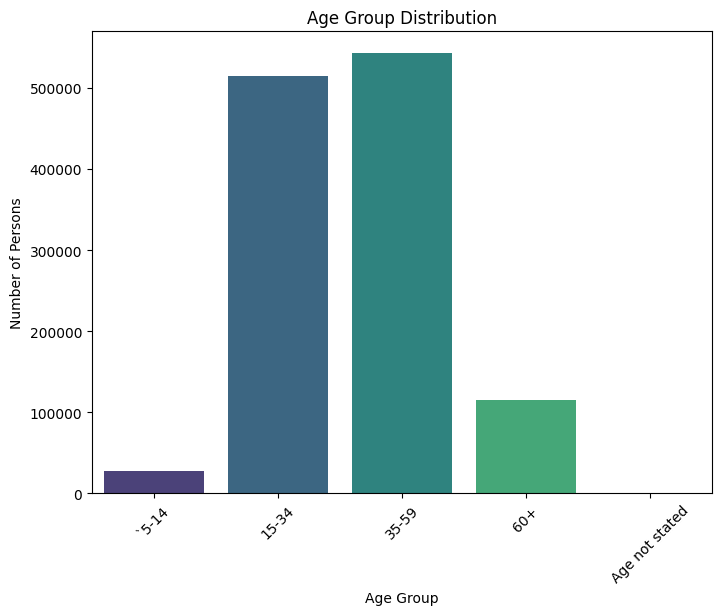 Age Group Distribution
Number of Persons
500000
400000
300000
200000
100000
0
`5-14
15-34
35-59
60+
Age not stated
Age Group